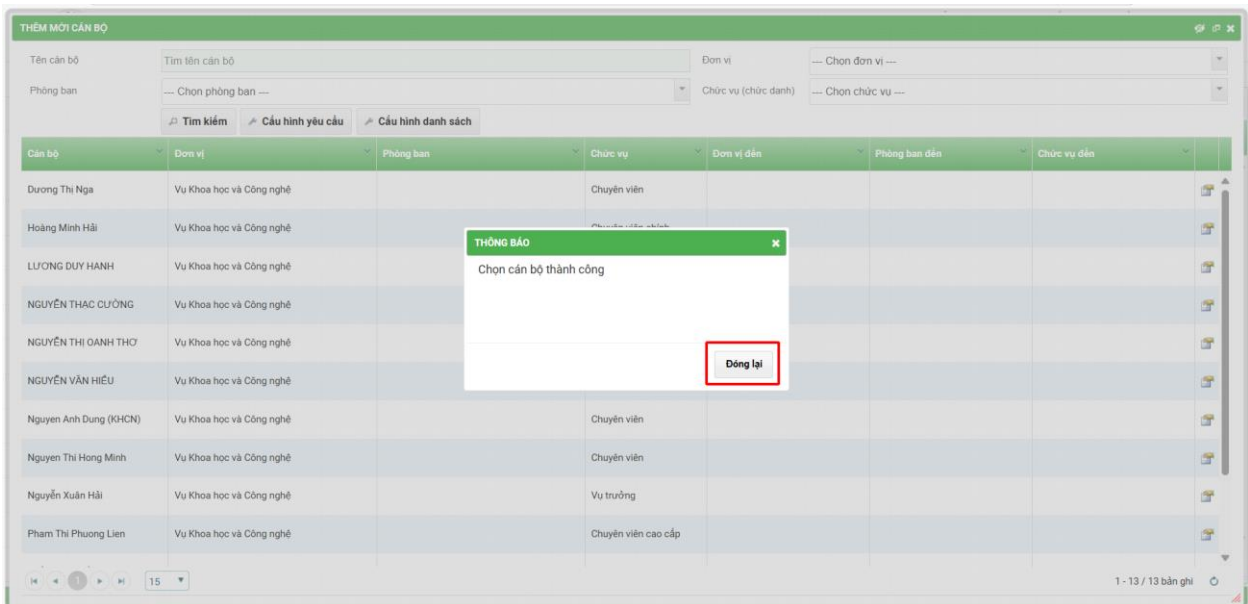 THÊM MỚI CÁN BỘ
Tên cán bộ Tìm tên cán bộ Đơn vị --- Chọn đơn vị ---
Phòng ban --- Chọn phòng ban --- Chức vụ (chức danh) --- Chọn chức vụ ---
Tìm kiếm Cấu hình yêu cầu Cấu hình danh sách
Cán bộ Đơn vị Phòng ban Chức vụ Đơn vị đến Phòng ban đến Chức vụ đến
Dương Thị Nga Vụ Khoa học và Công nghệ Chuyên viên
Hoàng Minh Hải Vụ Khoa học và Công nghệ Chuyên viên chính
THÔNG BÁO
Chọn cán bộ thành công
LƯƠNG DUY HANH Vụ Khoa học và Công nghệ
NGUYỄN THẠC CƯỜNG Vụ Khoa học và Công nghệ
NGUYỄN THỊ OANH THƠ Vụ Khoa học và Công nghệ
Đóng lại
NGUYỄN VĂN HIẾU Vụ Khoa học và Công nghệ
Nguyen Anh Dung (KHCN) Vụ Khoa học và Công nghệ Chuyên viên
Nguyen Thi Hong Minh Vụ Khoa học và Công nghệ Chuyên viên
Nguyễn Xuân Hải Vụ Khoa học và Công nghệ Vụ trưởng
Pham Thi Phuong Lien Vụ Khoa học và Công nghệ Chuyên viên cao cấp
1 15 1 - 13 / 13 bản ghi